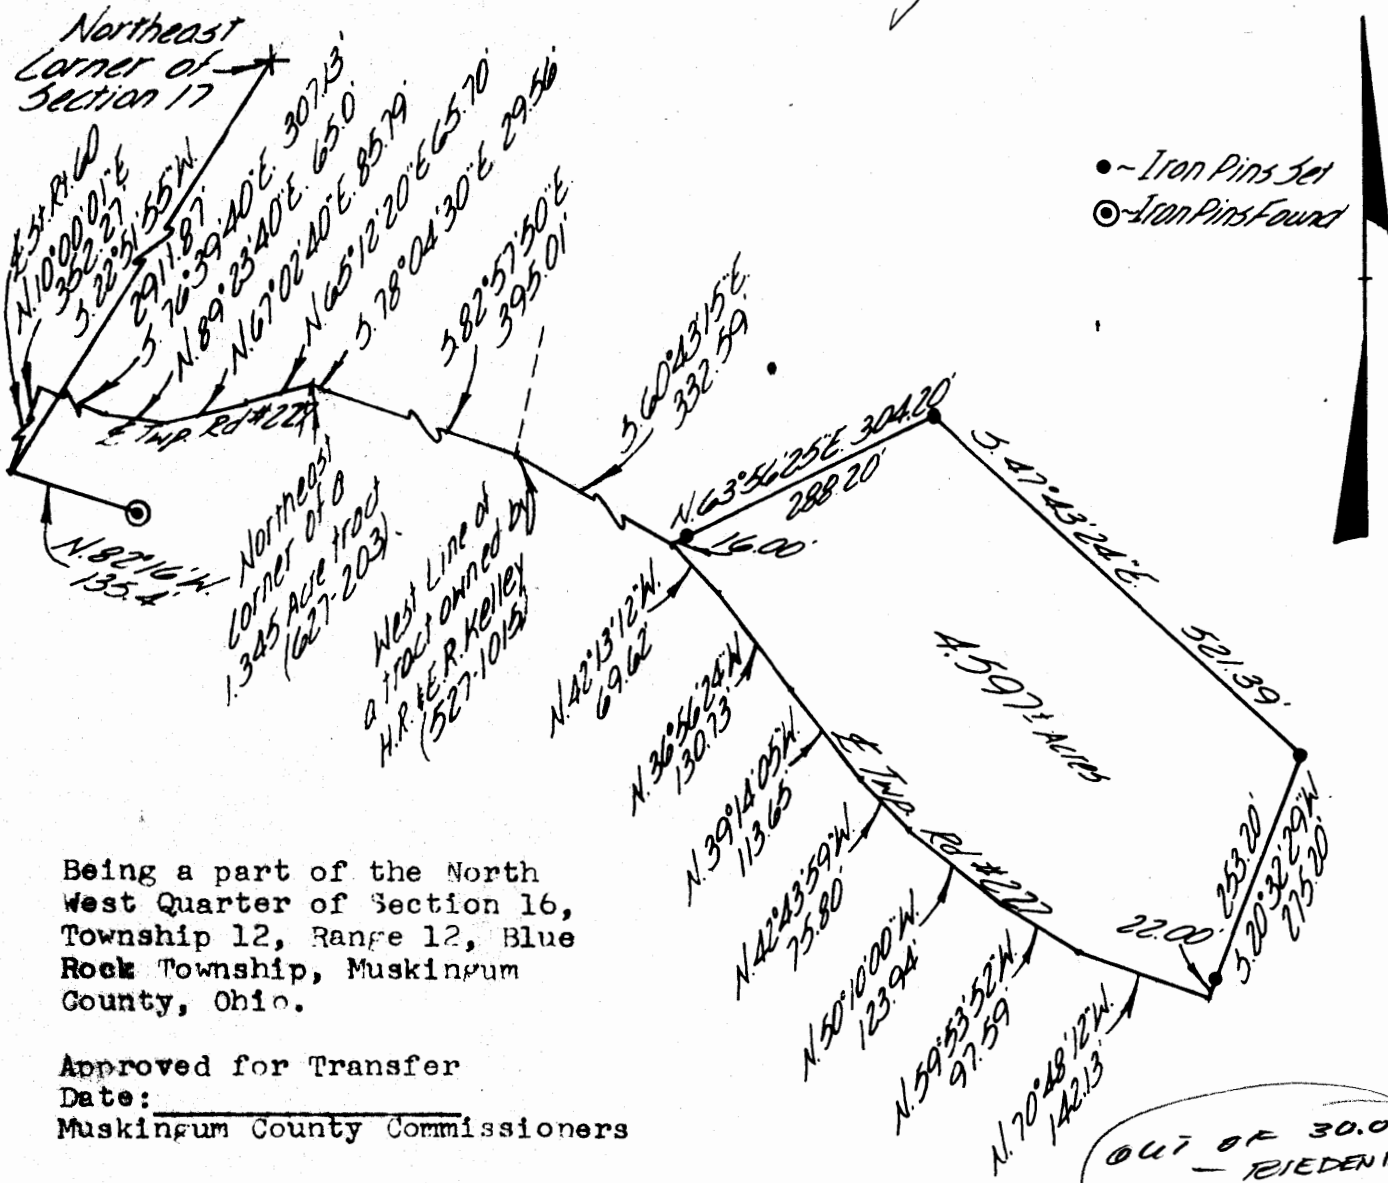 Northeast
Corner of
Section 17
⅊ St. Rt. 60
N. 10°00'01"E
352.27'
S. 22°51'55"W.
2911.87'
S. 76°39'40"E. 307.13'
N. 89°23'40"E. 65.0'
N. 67°02'40"E. 85.79'
N. 65°12'20"E 65.70'
S. 78°04'30"E 29.56'
S. 82°57'50"E.
395.01'
S. 60°43'15"E.
332.59'
• ~ Iron Pins Set
~ Iron Pins Found
Twp. Rd #222
N. 82°16' W.
135.4'
Northeast
Corner of a
1.345 Acre tract
(627-203)
West Line of
a tract owned by
H.R. & E.R. Kelley
(527-1015)
N. 63°56'25"E. 304.20'
288.20'
16.00'
S. 47°43'24"E.
521.39'
4.597± Acres
N. 42°13'12"W.
69.62'
N. 36°56'24"W.
130.73'
N. 39°14'05"W.
113.65'
N. 42°43'59"W.
75.80'
N. 50°10'00"W.
123.94'
N. 59°53'52"W.
97.59'
N. 70°48'12"W.
142.13'
Twp. Rd #222
22.00'
253.20'
S. 20°32'29"W
275.20'
Being a part of the North
West Quarter of Section 16,
Township 12, Range 12, Blue
Rock Township, Muskingum
County, Ohio.
Approved for Transfer
Date:
Muskingum County Commissioners
OUT OF 30.0